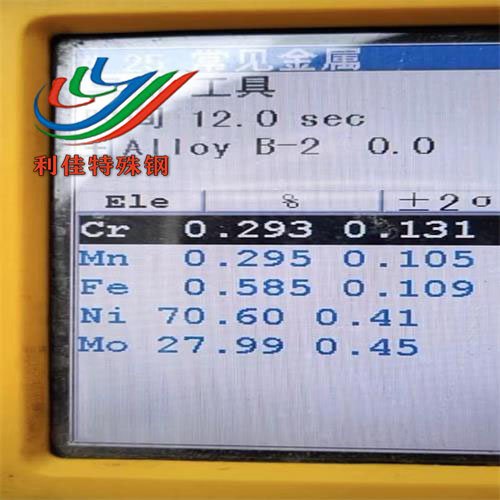 25 常见金属
工具
间 12.0 sec
Alloy B-2 0.0
利佳特殊钢
Ele % ±2σ
Cr 0.293 0.131
Mn 0.295 0.105
Fe 0.585 0.109
Ni 70.60 0.41
Mo 27.99 0.45